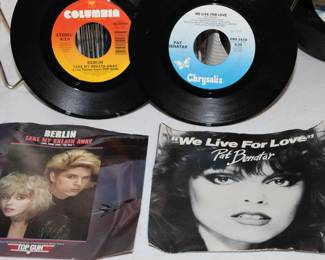 COLUMBIA
STEREO
BERLIN
TAKE MY BREATH AWAY
WE LIVE FOR LOVE
PAT
BENATAR
Chrysalis
BERLIN
TAKE MY BREATH AWAY
TOP GUN
"We Live For Love"
Pat Benatar